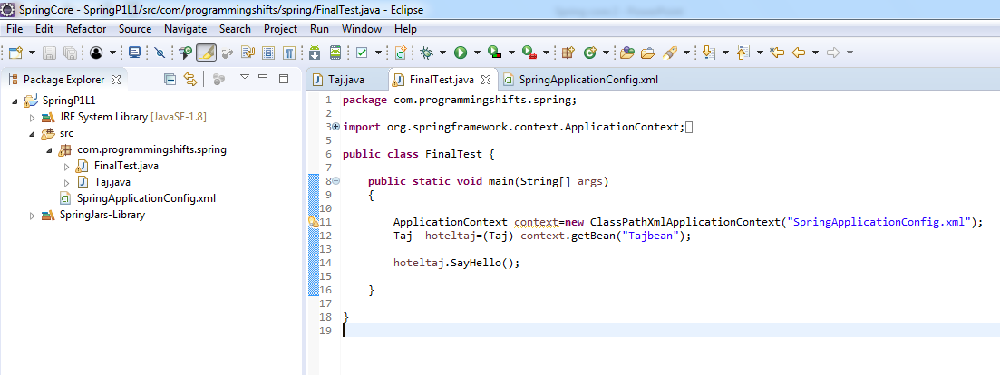 SpringCore - SpringP1L1/src/com/programmingshifts/spring/FinalTest.java - Eclipse
File Edit Refactor Source Navigate Search Project Run Window Help
Package Explorer
SpringP1L1
JRE System Library [JavaSE-1.8]
src
com.programmingshifts.spring
FinalTest.java
Taj.java
SpringApplicationConfig.xml
SpringJars-Library
Taj.java FinalTest.java SpringApplicationConfig.xml
1 package com.programmingshifts.spring;
2
3 import org.springframework.context.ApplicationContext;
5
6 public class FinalTest {
7
8 public static void main(String[] args)
9 {
10
11 ApplicationContext context=new ClassPathXmlApplicationContext("SpringApplicationConfig.xml");
12 Taj  hoteltaj=(Taj) context.getBean("Tajbean");
13
14 hoteltaj.SayHello();
15
16 }
17
18 }
19